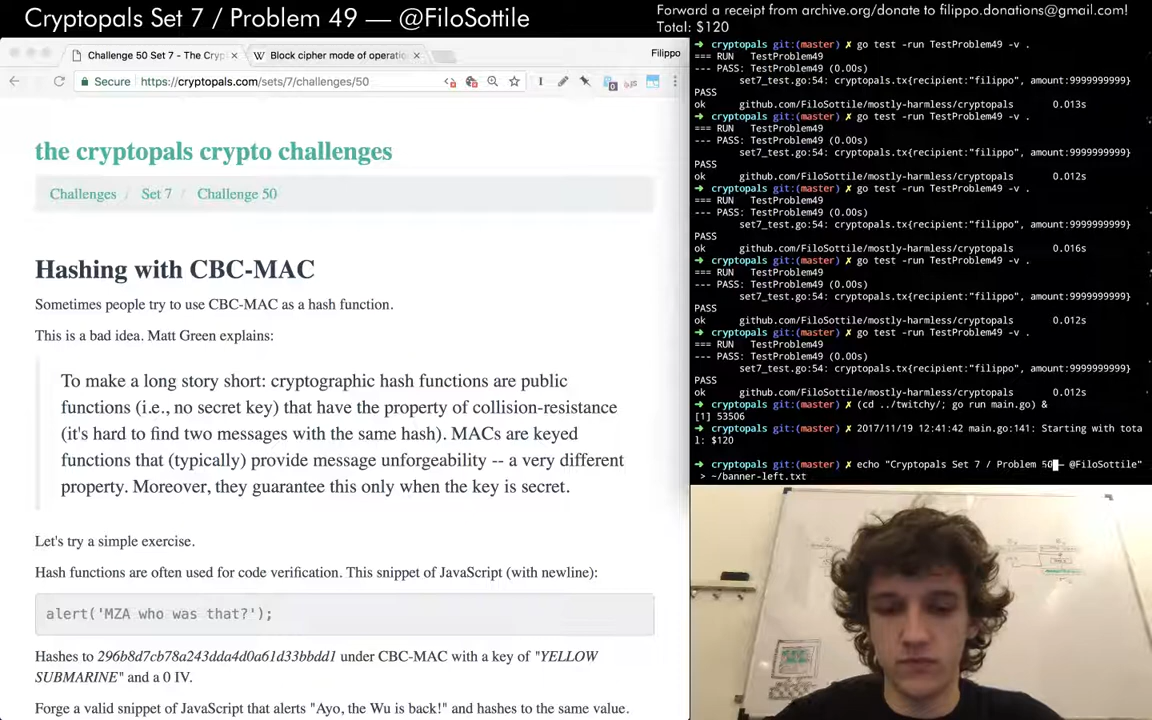 Cryptopals Set 7 / Problem 49 — @FiloSottile
Forward a receipt from archive.org/donate to filippo.donations@gmail.com!
Total: $120
Challenge 50 Set 7 - The Cryp
Block cipher mode of operatio
Filippo
Secure
https://cryptopals.com/sets/7/challenges/50
the cryptopals crypto challenges
Challenges / Set 7 / Challenge 50
Hashing with CBC-MAC
Sometimes people try to use CBC-MAC as a hash function.
This is a bad idea. Matt Green explains:
To make a long story short: cryptographic hash functions are public
functions (i.e., no secret key) that have the property of collision-resistance
(it's hard to find two messages with the same hash). MACs are keyed
functions that (typically) provide message unforgeability -- a very different
property. Moreover, they guarantee this only when the key is secret.
Let's try a simple exercise.
Hash functions are often used for code verification. This snippet of JavaScript (with newline):
alert('MZA who was that?');
Hashes to 296b8d7cb78a243dda4d0a61d33bbdd1 under CBC-MAC with a key of "YELLOW
SUBMARINE" and a 0 IV.
Forge a valid snippet of JavaScript that alerts "Ayo, the Wu is back!" and hashes to the same value.
➜ cryptopals git:(master) ✗ go test -run TestProblem49 -v .
=== RUN TestProblem49
--- PASS: TestProblem49 (0.00s)
set7_test.go:54: cryptopals.tx{recipient:"filippo", amount:9999999999}
PASS
ok github.com/FiloSottile/mostly-harmless/cryptopals 0.013s
➜ cryptopals git:(master) ✗ go test -run TestProblem49 -v .
=== RUN TestProblem49
--- PASS: TestProblem49 (0.00s)
set7_test.go:54: cryptopals.tx{recipient:"filippo", amount:9999999999}
PASS
ok github.com/FiloSottile/mostly-harmless/cryptopals 0.012s
➜ cryptopals git:(master) ✗ go test -run TestProblem49 -v .
=== RUN TestProblem49
--- PASS: TestProblem49 (0.00s)
set7_test.go:54: cryptopals.tx{recipient:"filippo", amount:9999999999}
PASS
ok github.com/FiloSottile/mostly-harmless/cryptopals 0.016s
➜ cryptopals git:(master) ✗ go test -run TestProblem49 -v .
=== RUN TestProblem49
--- PASS: TestProblem49 (0.00s)
set7_test.go:54: cryptopals.tx{recipient:"filippo", amount:9999999999}
PASS
ok github.com/FiloSottile/mostly-harmless/cryptopals 0.012s
➜ cryptopals git:(master) ✗ go test -run TestProblem49 -v .
=== RUN TestProblem49
--- PASS: TestProblem49 (0.00s)
set7_test.go:54: cryptopals.tx{recipient:"filippo", amount:9999999999}
PASS
ok github.com/FiloSottile/mostly-harmless/cryptopals 0.012s
➜ cryptopals git:(master) ✗ (cd ../twitchy/; go run main.go) &
[1] 53506
➜ cryptopals git:(master) ✗ 2017/11/19 12:41:42 main.go:141: Starting with tota
l: $120
➜ cryptopals git:(master) ✗ echo "Cryptopals Set 7 / Problem 50 — @FiloSottile"
> ~/banner-left.txt